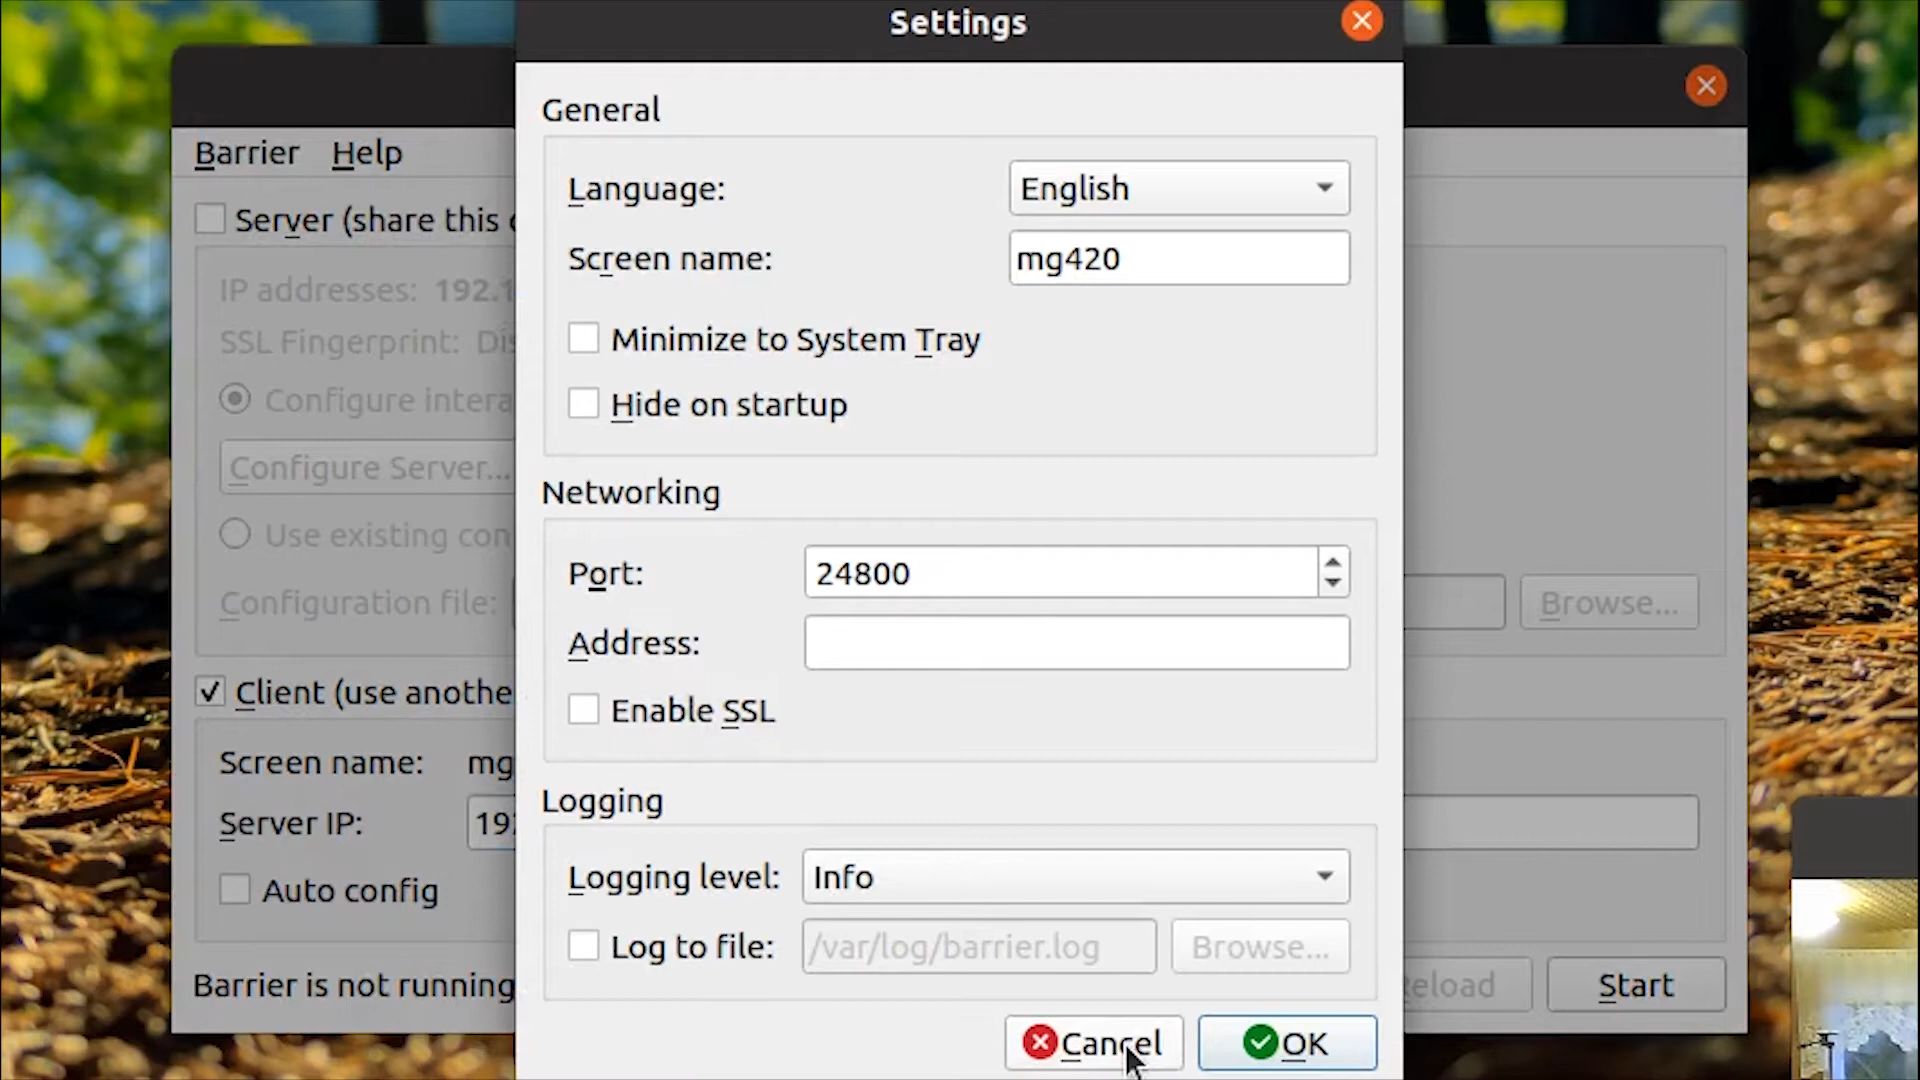 Settings
General
Language:
English
Screen name:
mg420
Minimize to System Tray
Hide on startup
Networking
Port:
24800
Address:
Enable SSL
Logging
Logging level:
Info
Log to file:
/var/log/barrier.log
Browse...
Cancel
OK
Barrier Help
Server (share this
IP addresses: 192.1
SSL Fingerprint:
Configure
Configure Server...
Use existing
Configuration file:
Browse...
Client (use
Screen name: mg
Server IP:
19
Auto config
Barrier is not running
Start